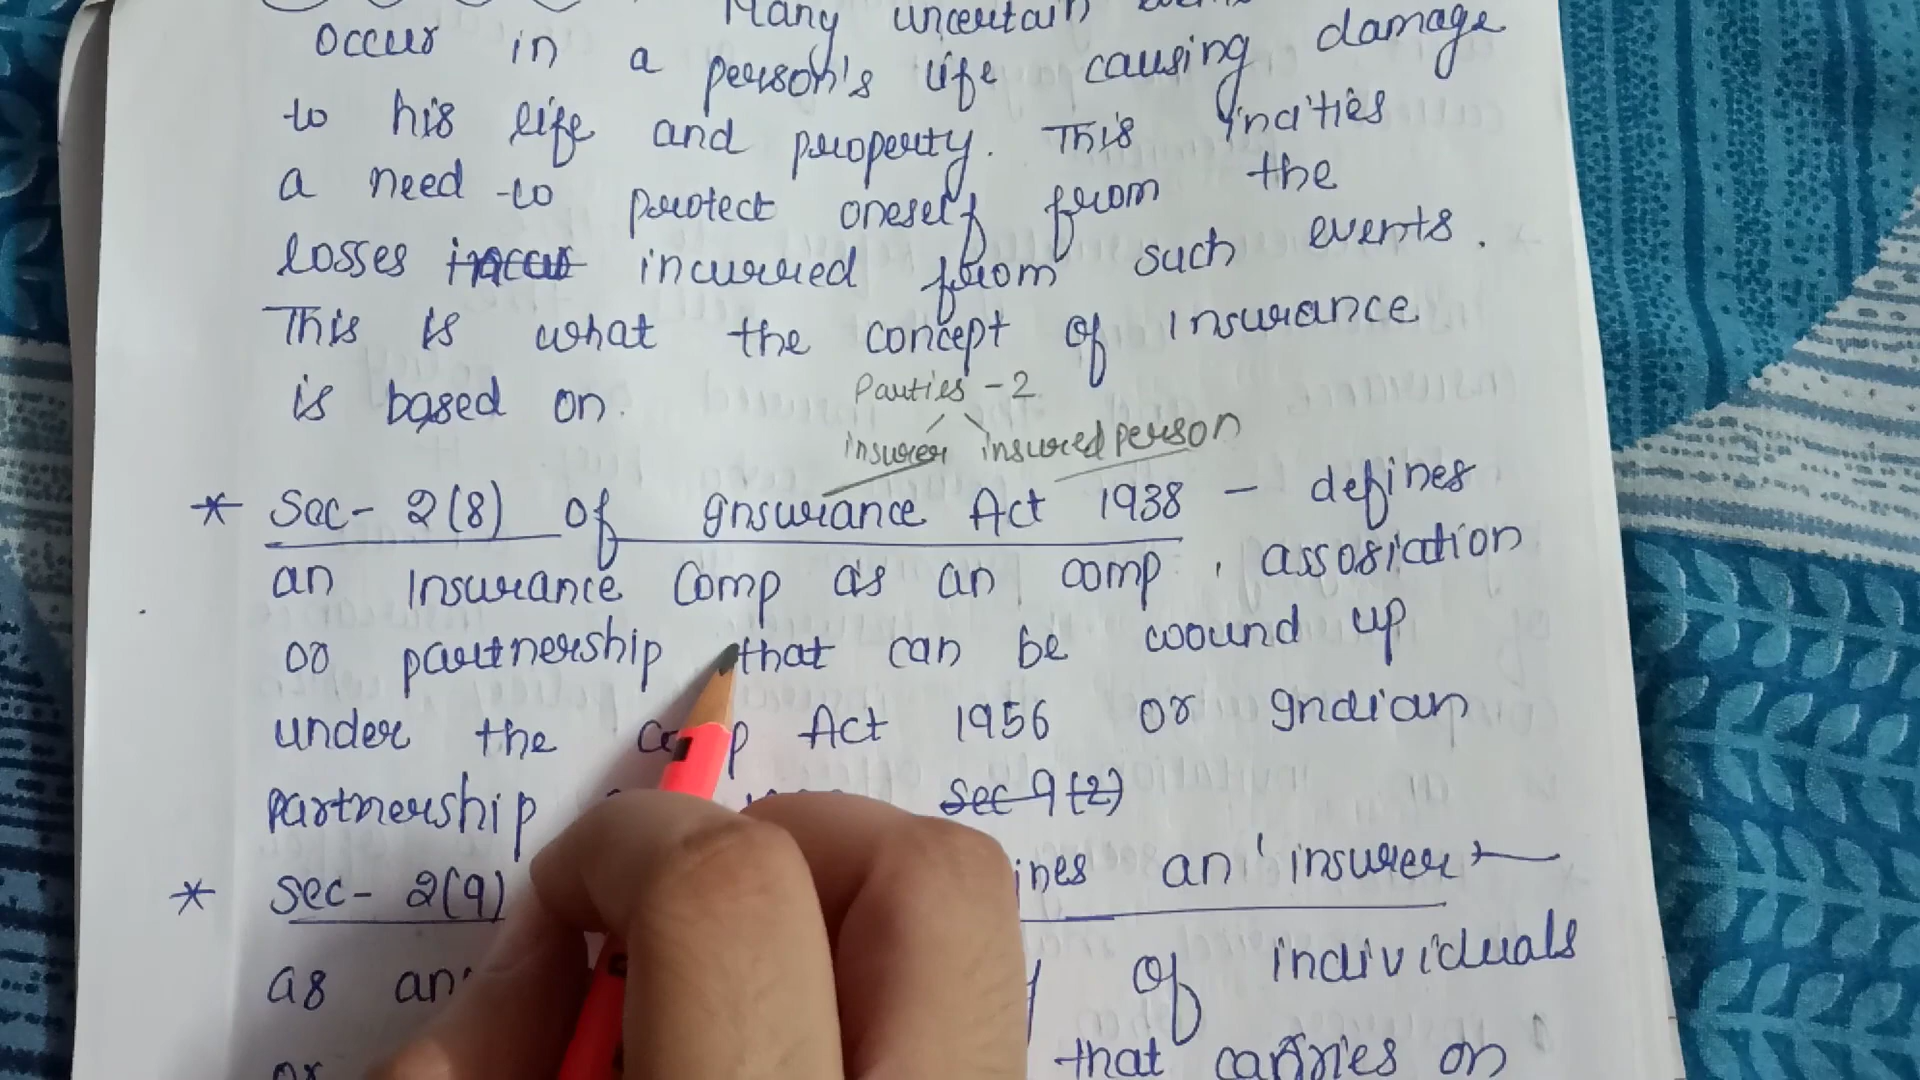 Many uncertain
occur in a person's life causing damage
to his life and property. This incities
a need to protect oneself from the
losses incurred from such events.
This is what the concept of insurance
is based on.
Parties - 2
insurer insured person
* Sec- 2(8) of Insurance Act 1938 - defines
an Insurance Comp as an comp, assosiation
or partnership that can be wound up
under the comp Act 1956 or Indian
partnership
sec 9(2)
* Sec- 2(9) an 'insurer'
as an of individuals
or that carries on